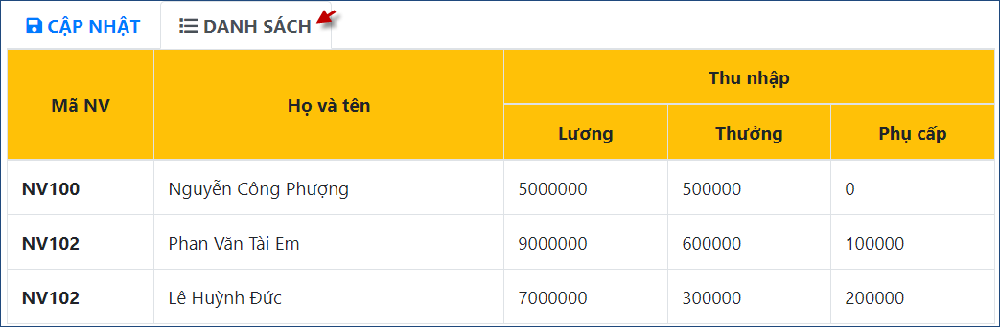 CẬP NHẬT DANH SÁCH
Mã NV Họ và tên Thu nhập
Lương Thưởng Phụ cấp
NV100 Nguyễn Công Phượng 5000000 500000 0
NV102 Phan Văn Tài Em 9000000 600000 100000
NV102 Lê Huỳnh Đức 7000000 300000 200000